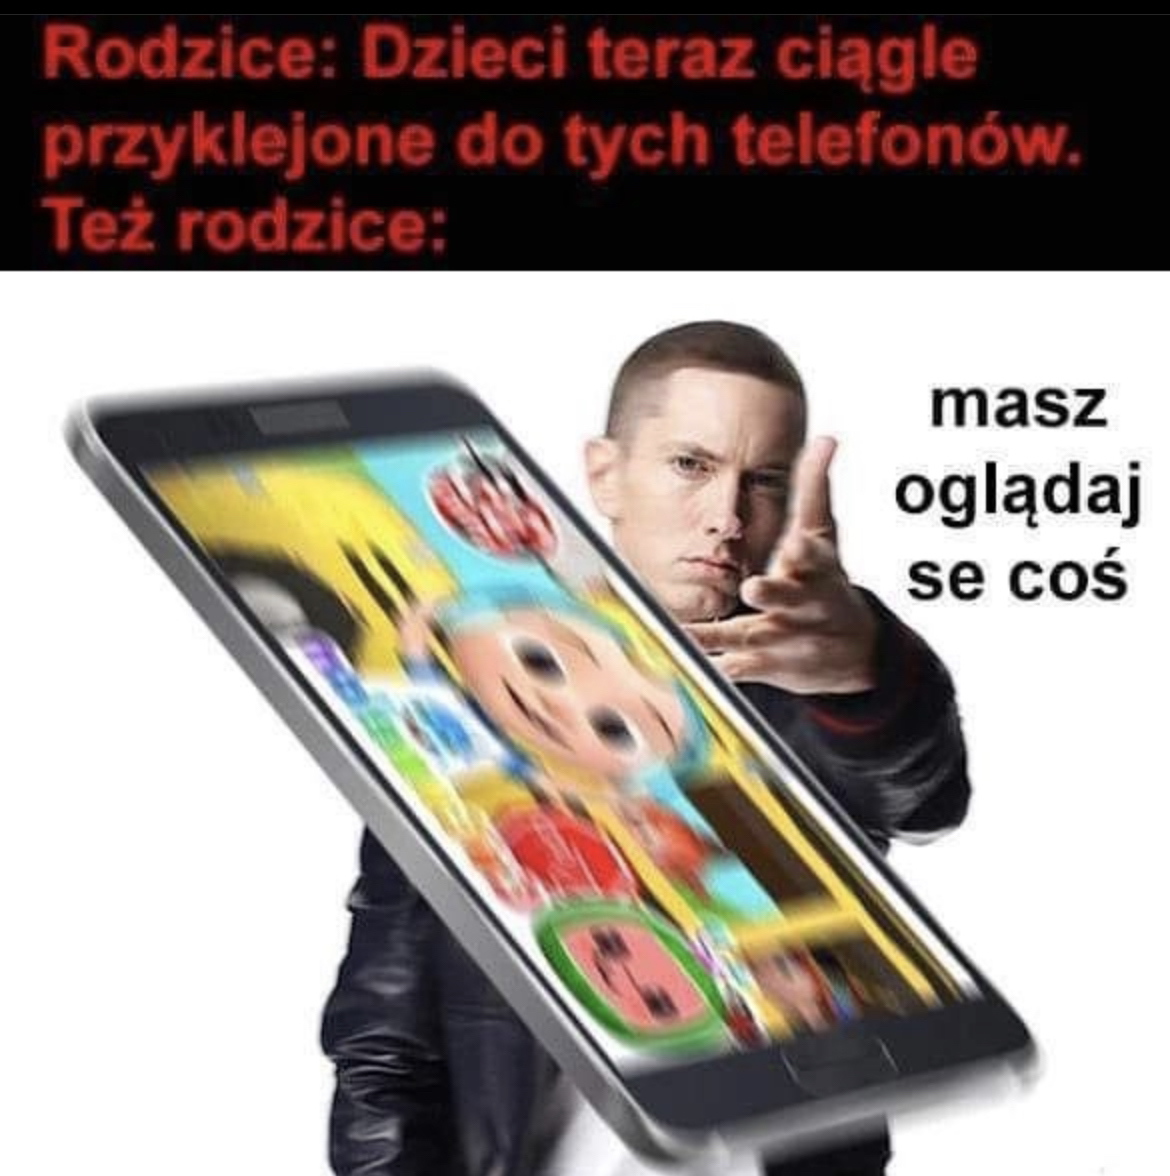 Rodzice: Dzieci teraz ciągle
przyklejone do tych telefonów.
Też rodzice:
masz
oglądaj
se coś